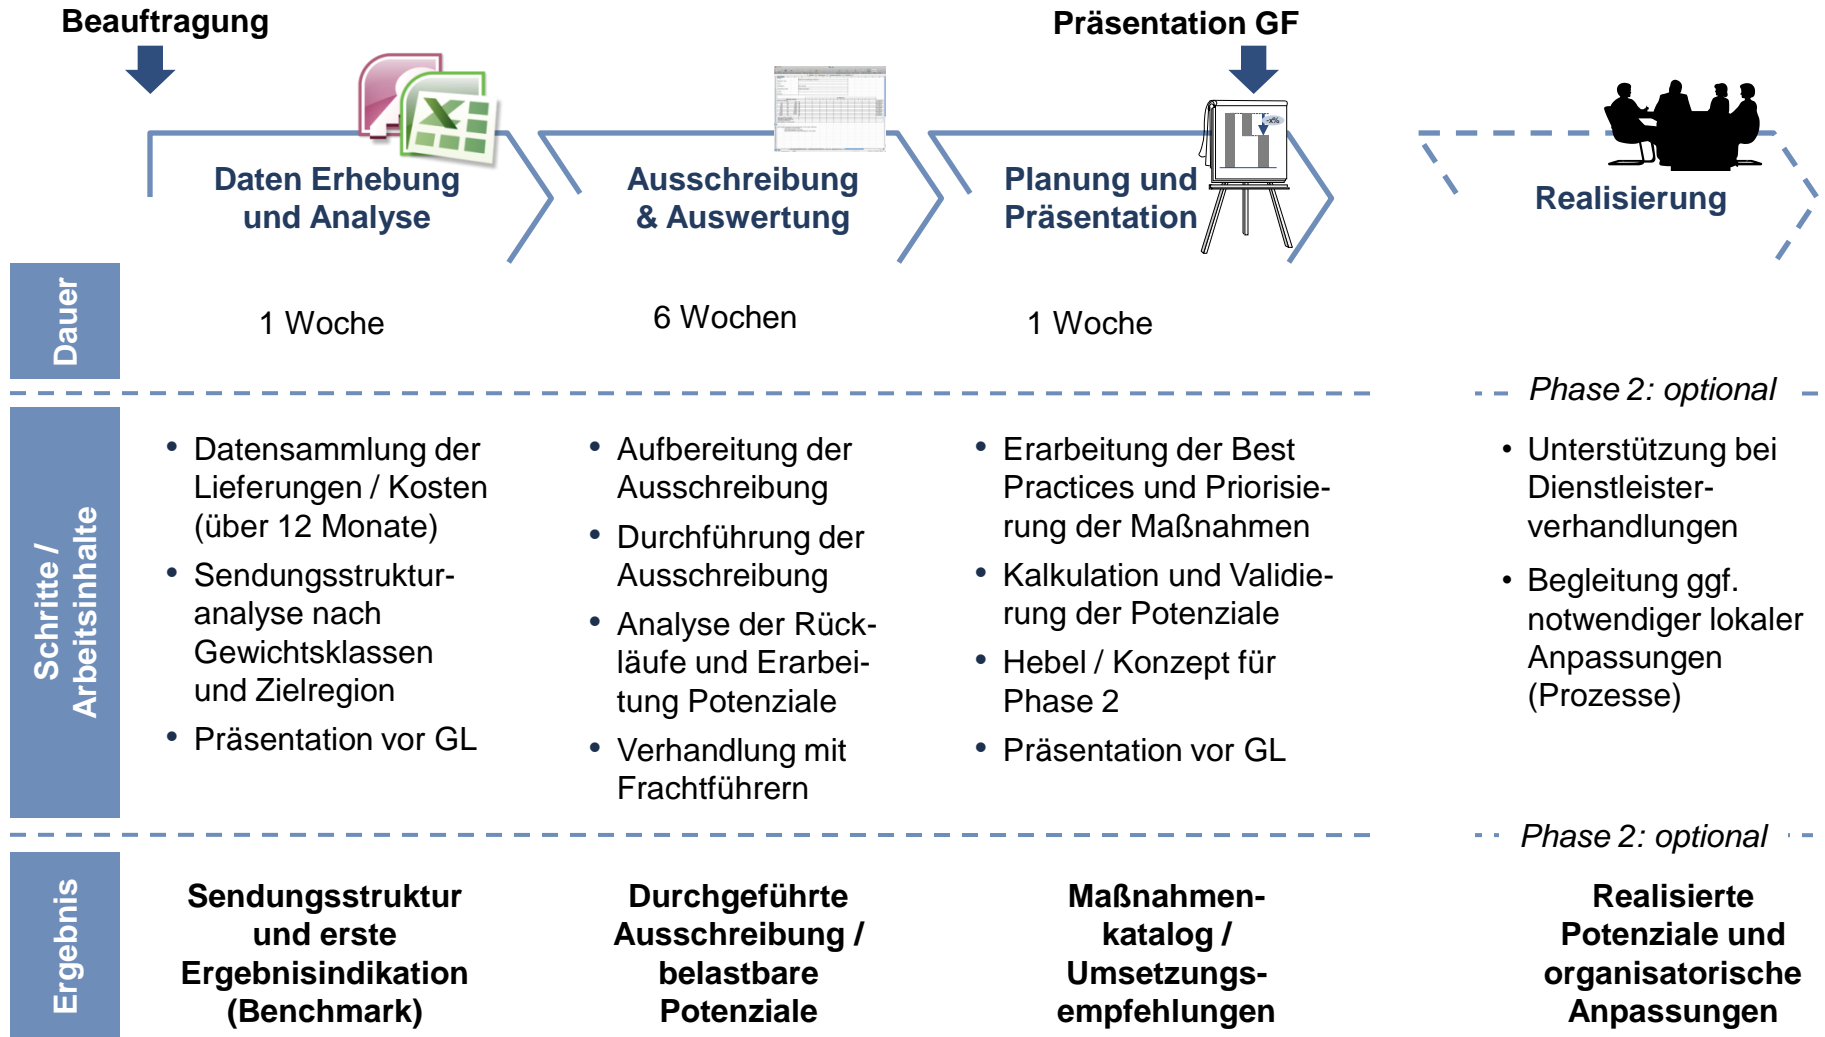 Beauftragung
Präsentation GF
Daten Erhebung
und Analyse
Ausschreibung
& Auswertung
-x%
Planung und
Präsentation
Realisierung
Dauer
1 Woche
6 Wochen
1 Woche
Phase 2: optional
Schritte /
Arbeitsinhalte
• Datensammlung der
Lieferungen / Kosten
(über 12 Monate)
• Sendungsstruktur-
analyse nach
Gewichtsklassen
und Zielregion
• Präsentation vor GL
• Aufbereitung der
Ausschreibung
• Durchführung der
Ausschreibung
• Analyse der Rück-
läufe und Erarbei-
tung Potenziale
• Verhandlung mit
Frachtführern
• Erarbeitung der Best
Practices und Priorisie-
rung der Maßnahmen
• Kalkulation und Validie-
rung der Potenziale
• Hebel / Konzept für
Phase 2
• Präsentation vor GL
• Unterstützung bei
Dienstleister-
verhandlungen
• Begleitung ggf.
notwendiger lokaler
Anpassungen
(Prozesse)
Phase 2: optional
Ergebnis
Sendungsstruktur
und erste
Ergebnisindikation
(Benchmark)
Durchgeführte
Ausschreibung /
belastbare
Potenziale
Maßnahmen-
katalog /
Umsetzungs-
empfehlungen
Realisierte
Potenziale und
organisatorische
Anpassungen